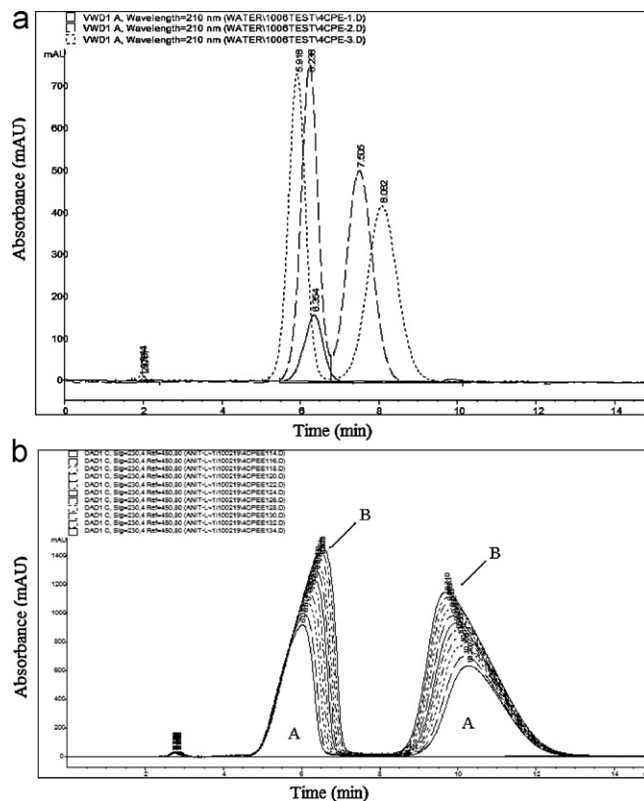 a
VWD1 A, Wavelength=210 nm (WATER\1006TEST\4CPE-1.D)
VWD1 A, Wavelength=210 nm (WATER\1006TEST\4CPE-2.D)
VWD1 A, Wavelength=210 nm (WATER\1006TEST\4CPE-3.D)
mAU
5.918
6.238
7.505
8.082
6.354
700
600
500
400
300
200
100
0
Absorbance (mAU)
0 2 4 6 8 10 12 14
Time (min)
b
DAD1 C, Sig=230,4 Ref=450,80 (ANIT-L~1\100219\4CPEE114.D)
DAD1 C, Sig=230,4 Ref=450,80 (ANIT-L~1\100219\4CPEE116.D)
DAD1 C, Sig=230,4 Ref=450,80 (ANIT-L~1\100219\4CPEE118.D)
DAD1 C, Sig=230,4 Ref=450,80 (ANIT-L~1\100219\4CPEE120.D)
DAD1 C, Sig=230,4 Ref=450,80 (ANIT-L~1\100219\4CPEE122.D)
DAD1 C, Sig=230,4 Ref=450,80 (ANIT-L~1\100219\4CPEE124.D)
DAD1 C, Sig=230,4 Ref=450,80 (ANIT-L~1\100219\4CPEE126.D)
DAD1 C, Sig=230,4 Ref=450,80 (ANIT-L~1\100219\4CPEE128.D)
DAD1 C, Sig=230,4 Ref=450,80 (ANIT-L~1\100219\4CPEE130.D)
DAD1 C, Sig=230,4 Ref=450,80 (ANIT-L~1\100219\4CPEE132.D)
DAD1 C, Sig=230,4 Ref=450,80 (ANIT-L~1\100219\4CPEE134.D)
mAU
B
B
1400
1200
1000
800
600
400
200
0
A
A
Absorbance (mAU)
2 4 6 8 10 12 14
Time (min)